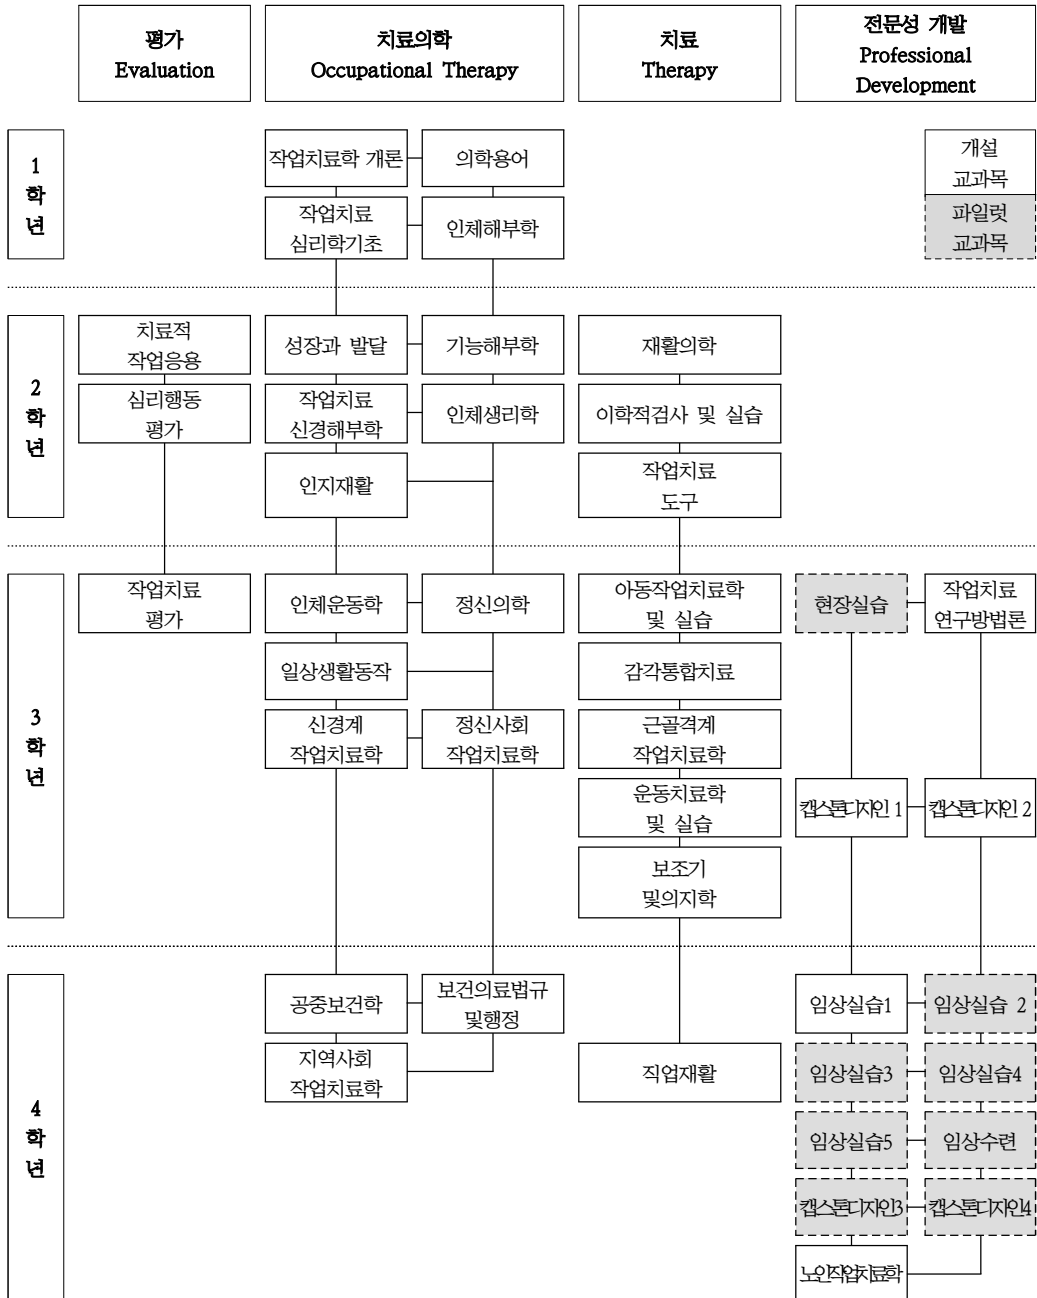 평가
Evaluation
치료의학
Occupational Therapy
치료
Therapy
전문성 개발
Professional
Development
1
학
년
작업치료학 개론
의학용어
개설
교과목
작업치료
심리학기초
인체해부학
파일럿
교과목
2
학
년
치료적
작업응용
성장과 발달
기능해부학
재활의학
심리행동
평가
작업치료
신경해부학
인체생리학
이학적검사 및 실습
인지재활
작업치료
도구
3
학
년
작업치료
평가
인체운동학
정신의학
아동작업치료학
및 실습
현장실습
작업치료
연구방법론
일상생활동작
감각통합치료
신경계
작업치료학
정신사회
작업치료학
근골격계
작업치료학
운동치료학
및 실습
캡스톤디자인 1
캡스톤디자인 2
보조기
및의지학
4
학
년
공중보건학
보건의료법규
및행정
임상실습1
임상실습 2
지역사회
작업치료학
직업재활
임상실습3
임상실습4
임상실습5
임상수련
캡스톤디자인3
캡스톤디자인4
노인작업치료학